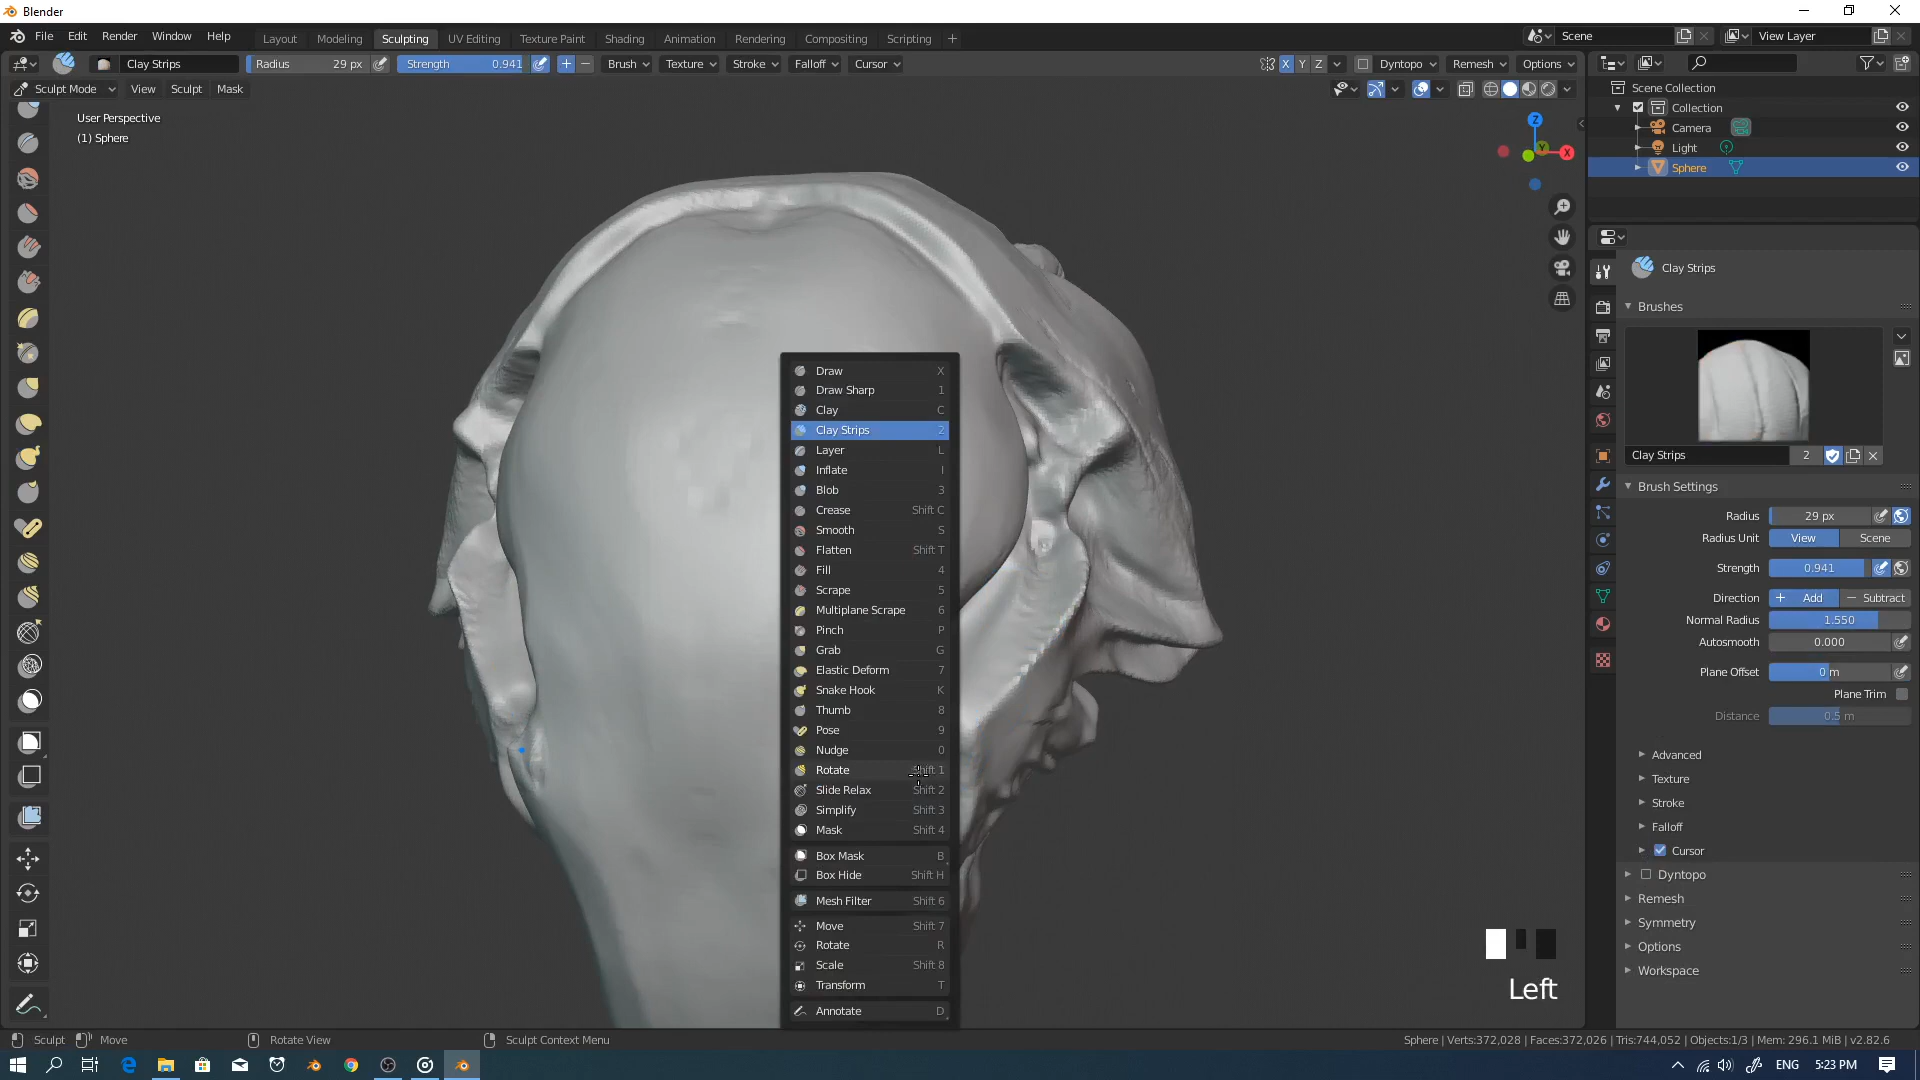 Blender
File Edit Render Window Help
Layout Modeling Sculpting UV Editing Texture Paint Shading Animation Rendering Compositing Scripting +
Scene
View Layer
Clay Strips
Radius 29 px
Strength 0.941
Brush Texture Stroke Falloff Cursor
X Y Z
Dyntopo Remesh Options
Sculpt Mode View Sculpt Mask
User Perspective
(1) Sphere
Z
Y
X
Scene Collection
Collection
Camera
Light
Sphere
Clay Strips
Brushes
Clay Strips 2
Brush Settings
Radius 29 px
Radius Unit View Scene
Strength 0.941
Direction + Add — Subtract
Normal Radius 1.550
Autosmooth 0.000
Plane Offset 0 m
Plane Trim
Distance 0.5 m
Advanced
Texture
Stroke
Falloff
Cursor
Dyntopo
Remesh
Symmetry
Options
Workspace
Draw X
Draw Sharp 1
Clay C
Clay Strips 2
Layer L
Inflate I
Blob 3
Crease Shift C
Smooth S
Flatten Shift T
Fill 4
Scrape 5
Multiplane Scrape 6
Pinch P
Grab G
Elastic Deform 7
Snake Hook K
Thumb 8
Pose 9
Nudge 0
Rotate Shift 1
Slide Relax Shift 2
Simplify Shift 3
Mask Shift 4
Box Mask B
Box Hide Shift H
Mesh Filter Shift 6
Move Shift 7
Rotate R
Scale Shift 8
Transform T
Annotate D
Left
Sculpt Move Rotate View Sculpt Context Menu
Sphere | Verts:372,028 | Faces:372,026 | Tris:744,052 | Objects:1/3 | Mem: 296.1 MiB | v2.82.6
ENG 5:23 PM